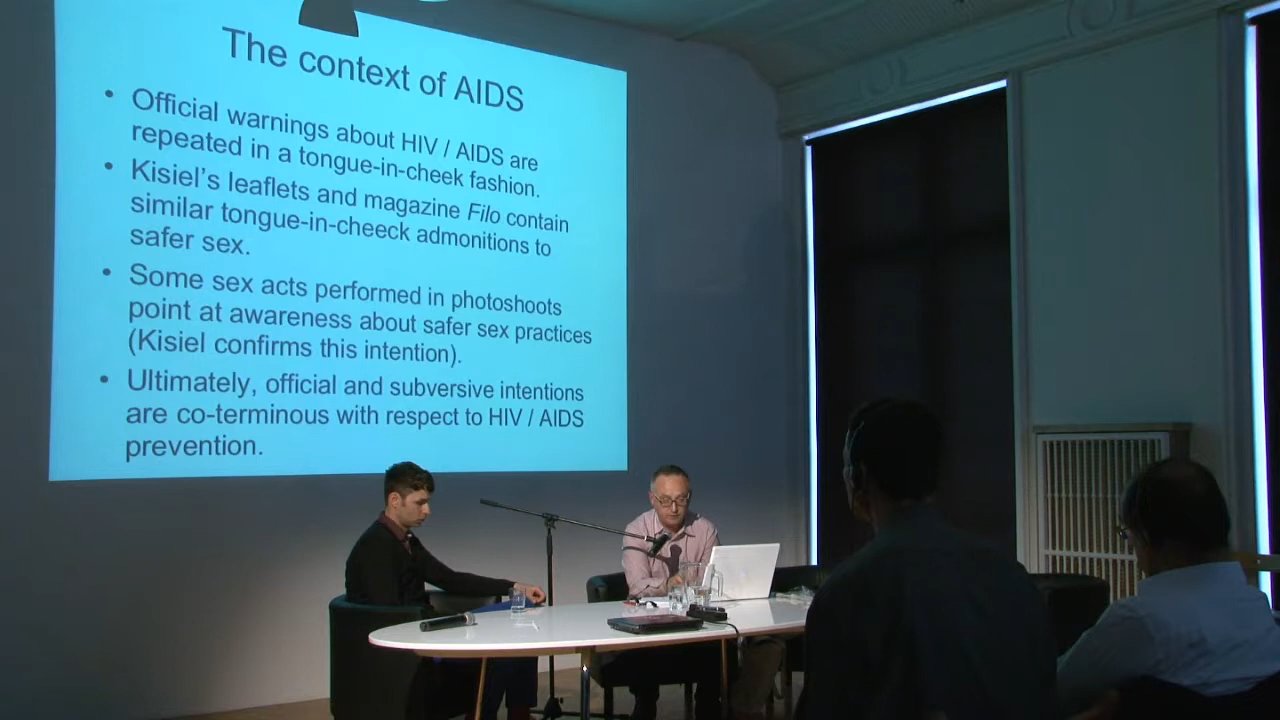 The context of AIDS
• Official warnings about HIV / AIDS are
repeated in a tongue-in-cheek fashion.
• Kisiel's leaflets and magazine Filo contain
similar tongue-in-cheeck admonitions to
safer sex.
• Some sex acts performed in photoshoots
point at awareness about safer sex practices
(Kisiel confirms this intention).
• Ultimately, official and subversive intentions
are co-terminous with respect to HIV / AIDS
prevention.